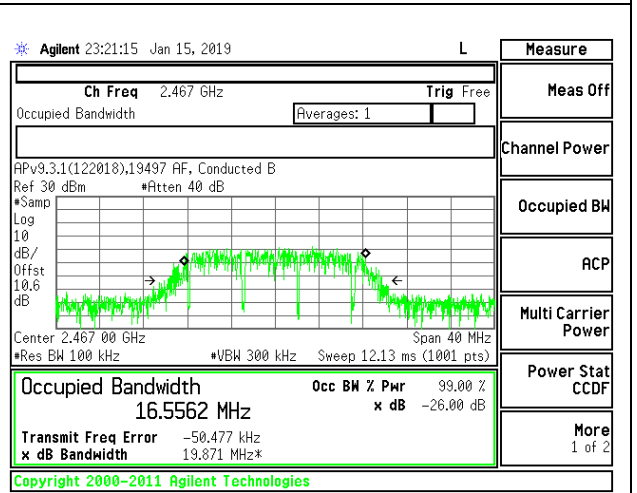 Agilent 23:21:15 Jan 15, 2019 L Measure
Ch Freq 2.467 GHz Trig Free
Occupied Bandwidth Averages: 1
Meas Off
Channel Power
APv9.3.1(122018),19497 AF, Conducted B
Ref 30 dBm #Atten 40 dB
#Samp
Log
10
dB/
Offst
10.6
dB
Occupied BW
ACP
Multi Carrier
Power
Center 2.467 00 GHz Span 40 MHz
#Res BW 100 kHz #VBW 300 kHz Sweep 12.13 ms (1001 pts)
Occupied Bandwidth Occ BW % Pwr 99.00 %
16.5562 MHz x dB -26.00 dB
Transmit Freq Error -50.477 kHz
x dB Bandwidth 19.871 MHz*
Power Stat
CCDF
More
1 of 2
Copyright 2000-2011 Agilent Technologies